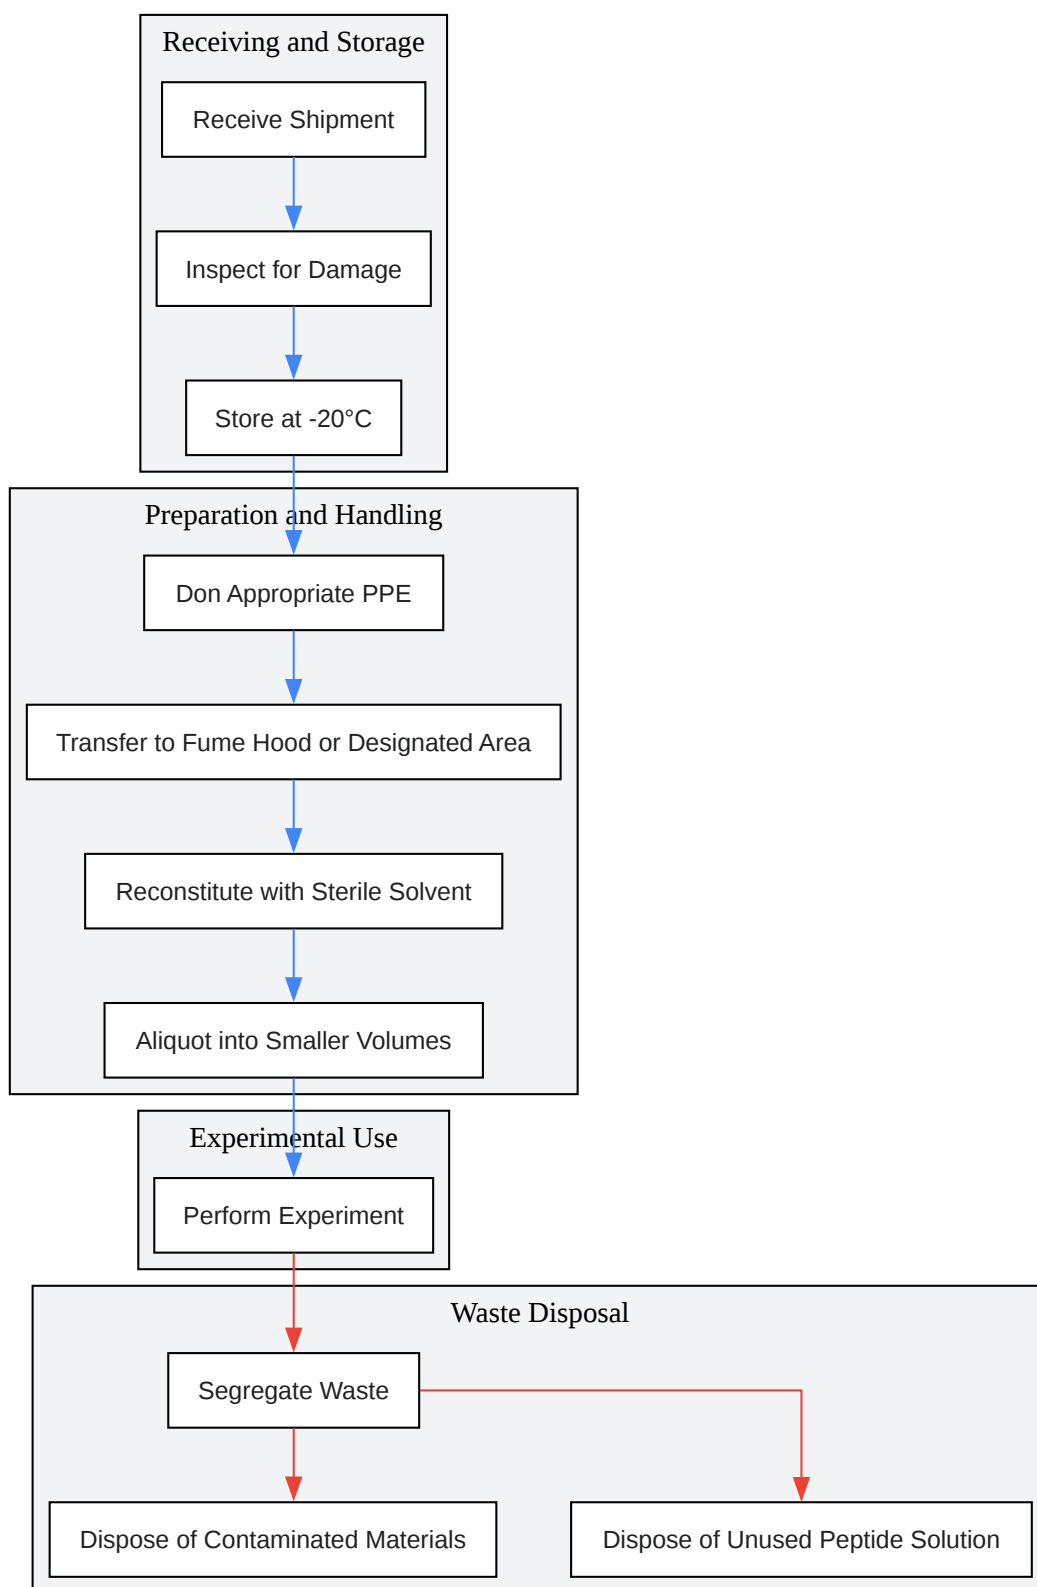 Receiving and Storage
Receive Shipment
Inspect for Damage
Store at -20°C
Preparation and Handling
Don Appropriate PPE
Transfer to Fume Hood or Designated Area
Reconstitute with Sterile Solvent
Aliquot into Smaller Volumes
Experimental Use
Perform Experiment
Waste Disposal
Segregate Waste
Dispose of Contaminated Materials
Dispose of Unused Peptide Solution